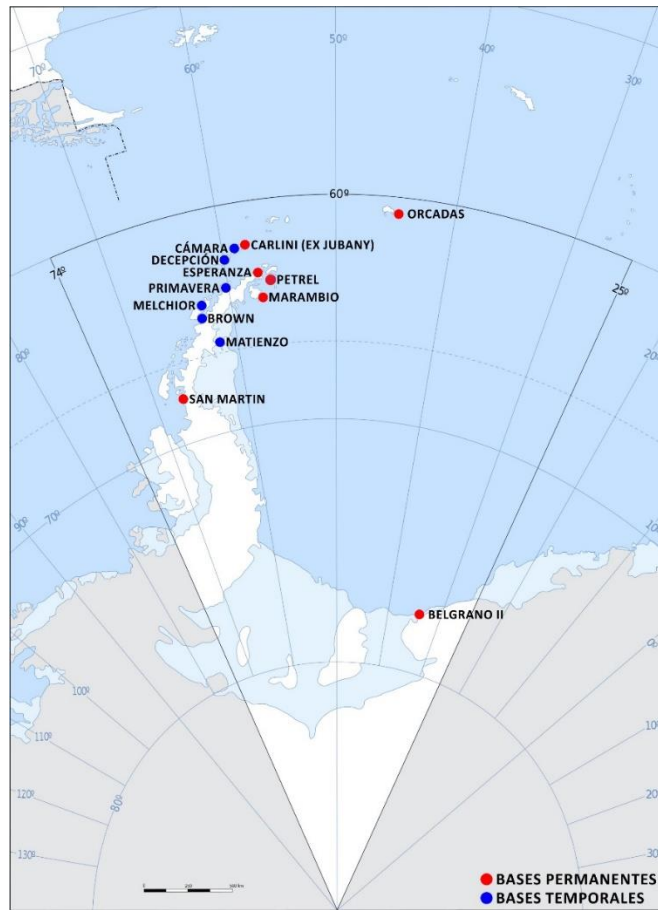 70º
60º
50º
40º
30º
60º
ORCADAS
CÁMARA
CARLINI (EX JUBANY)
DECEPCIÓN
74º
ESPERANZA
PETREL
25º
PRIMAVERA
MARAMBIO
MELCHIOR
BROWN
MATIENZO
80º
SAN MARTIN
90º
70º
BELGRANO II
100º
110º
80º
120º
130º
BASES PERMANENTES
BASES TEMPORALES